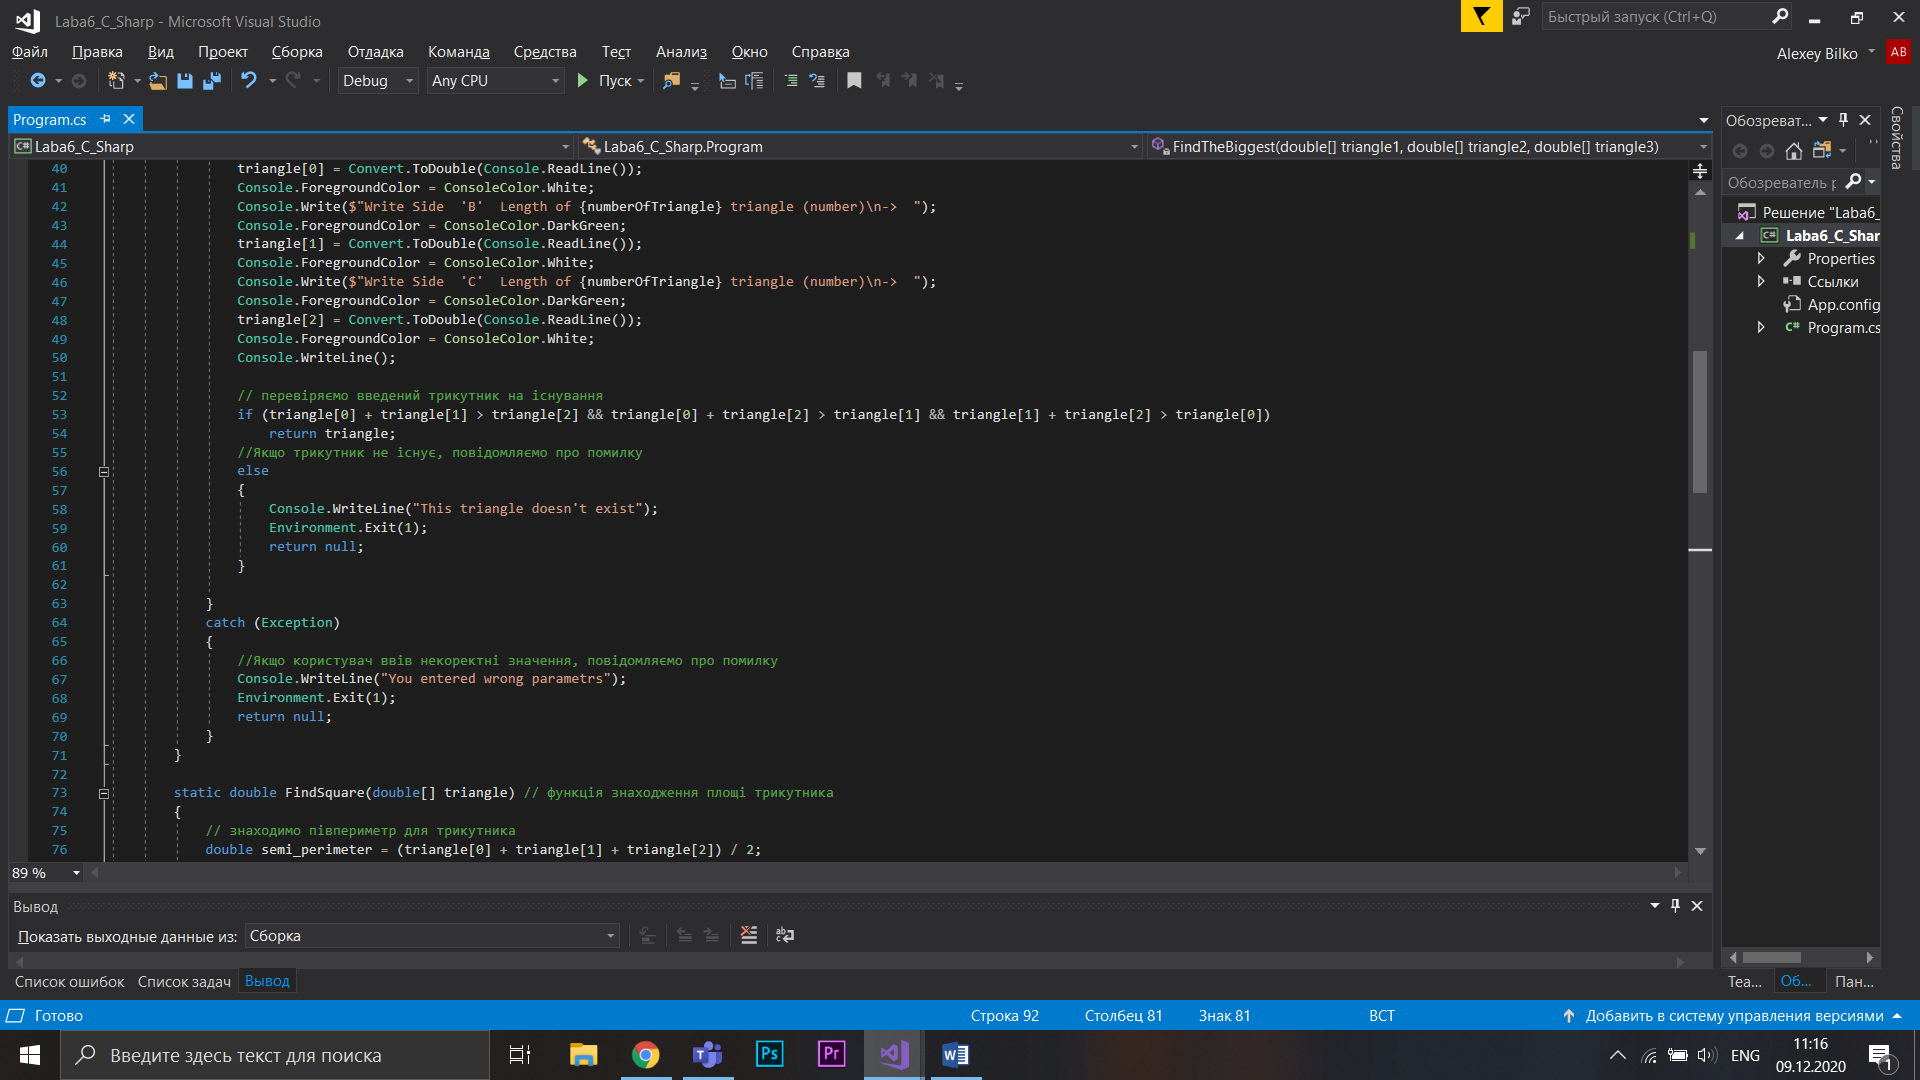 Laba6_C_Sharp - Microsoft Visual Studio
Быстрый запуск (Ctrl+Q)
Файл Правка Вид Проект Сборка Отладка Команда Средства Тест Анализ Окно Справка
Alexey Bilko AB
Debug Any CPU Пуск
Program.cs
Laba6_C_Sharp Laba6_C_Sharp.Program FindTheBiggest(double[] triangle1, double[] triangle2, double[] triangle3)
40 triangle[0] = Convert.ToDouble(Console.ReadLine());
41 Console.ForegroundColor = ConsoleColor.White;
42 Console.Write($"Write Side  'B'  Length of {numberOfTriangle} triangle (number)\n->  ");
43 Console.ForegroundColor = ConsoleColor.DarkGreen;
44 triangle[1] = Convert.ToDouble(Console.ReadLine());
45 Console.ForegroundColor = ConsoleColor.White;
46 Console.Write($"Write Side  'C'  Length of {numberOfTriangle} triangle (number)\n->  ");
47 Console.ForegroundColor = ConsoleColor.DarkGreen;
48 triangle[2] = Convert.ToDouble(Console.ReadLine());
49 Console.ForegroundColor = ConsoleColor.White;
50 Console.WriteLine();
51
52 // перевіряємо введений трикутник на існування
53 if (triangle[0] + triangle[1] > triangle[2] && triangle[0] + triangle[2] > triangle[1] && triangle[1] + triangle[2] > triangle[0])
54 return triangle;
55 //Якщо трикутник не існує, повідомляємо про помилку
56 else
57 {
58 Console.WriteLine("This triangle doesn't exist");
59 Environment.Exit(1);
60 return null;
61 }
62
63 }
64 catch (Exception)
65 {
66 //Якщо користувач ввів некоректні значення, повідомляємо про помилку
67 Console.WriteLine("You entered wrong parametrs");
68 Environment.Exit(1);
69 return null;
70 }
71 }
72
73 static double FindSquare(double[] triangle) // функція знаходження площі трикутника
74 {
75 // знаходимо півпериметр для трикутника
76 double semi_perimeter = (triangle[0] + triangle[1] + triangle[2]) / 2;
89 %
Вывод
Показать выходные данные из: Сборка
Список ошибок Список задач Вывод
Обозреват...
Обозреватель р
Решение "Laba6_
C# Laba6_C_Shar
Properties
Ссылки
App.config
C# Program.cs
Tea... Об... Пан...
Свойства
Готово Строка 92 Столбец 81 Знак 81 ВСТ Добавить в систему управления версиями
Введите здесь текст для поиска
Ps Pr
ENG 11:16
09.12.2020
1